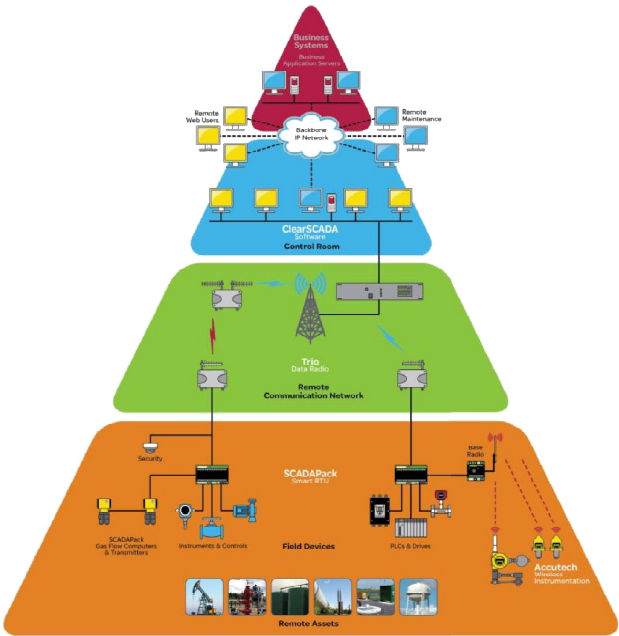 Business
Systems
Business
Application Servers
Remote
Web Users
Remote
Maintenance
Backbone
IP Network
ClearSCADA
Software
Control Room
Trio
Data Radio
Remote
Communication Network
Security
Base
Radio
SCADAPack
Smart RTU
SCADAPack
Gas Flow Computers
& Transmitters
Instruments & Controls
Field Devices
PLCs & Drives
Accutech
Wireless
Instrumentation
Remote Assets